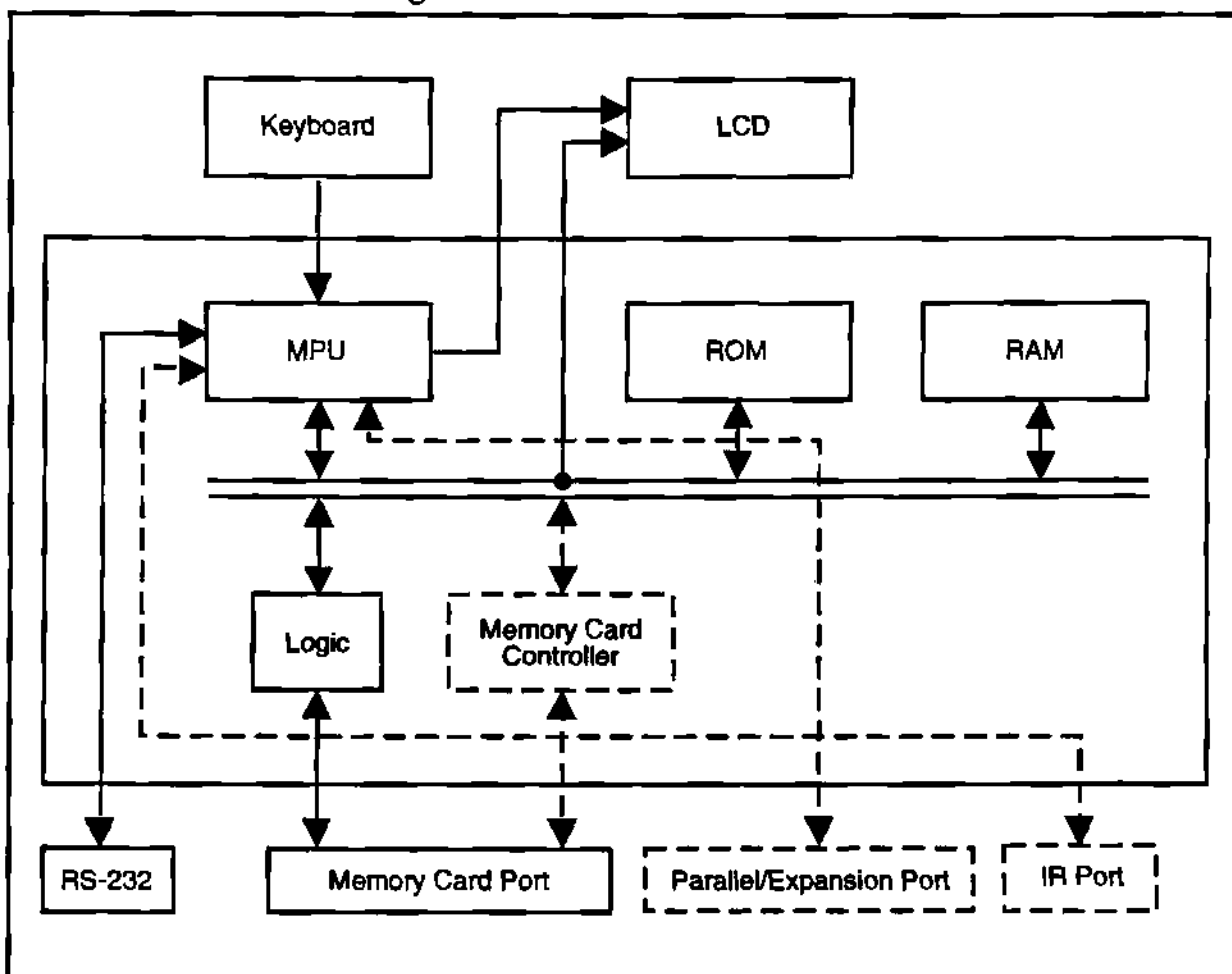 Keyboard
LCD
MPU
ROM
RAM
Logic
Memory Card
Controller
RS-232
Memory Card Port
Parallel/Expansion Port
IR Port